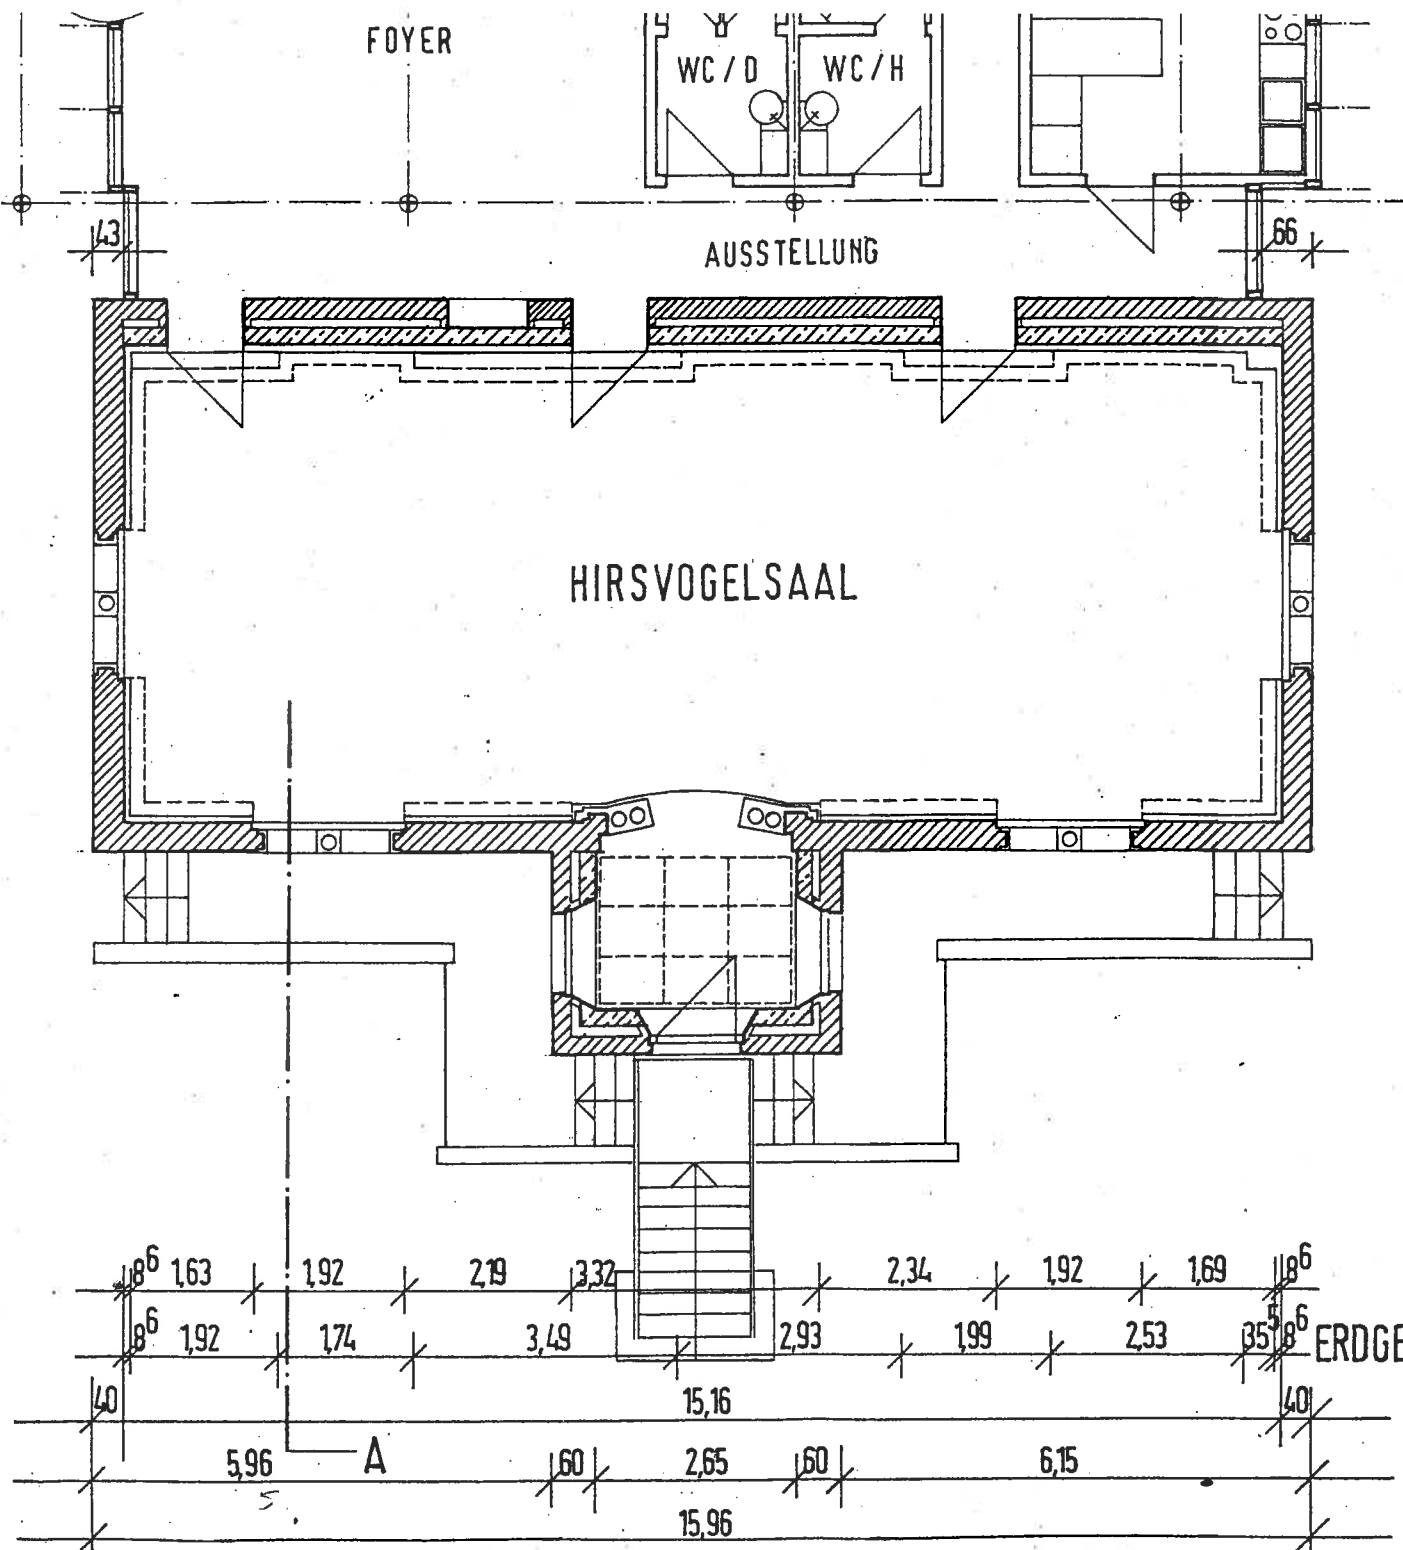 FOYER
WC/D WC/H
43 AUSSTELLUNG 66
HIRSVOGELSAAL
8⁶ 1,63 1,92 2,19 3,32 2,34 1,92 1,69 8⁶
8⁶ 1,92 1,74 3,49 2,93 1,99 2,53 35⁵ 8⁶ ERDGE
40 15,16 40
5,96 A 60 2,65 60 6,15
5
15,96